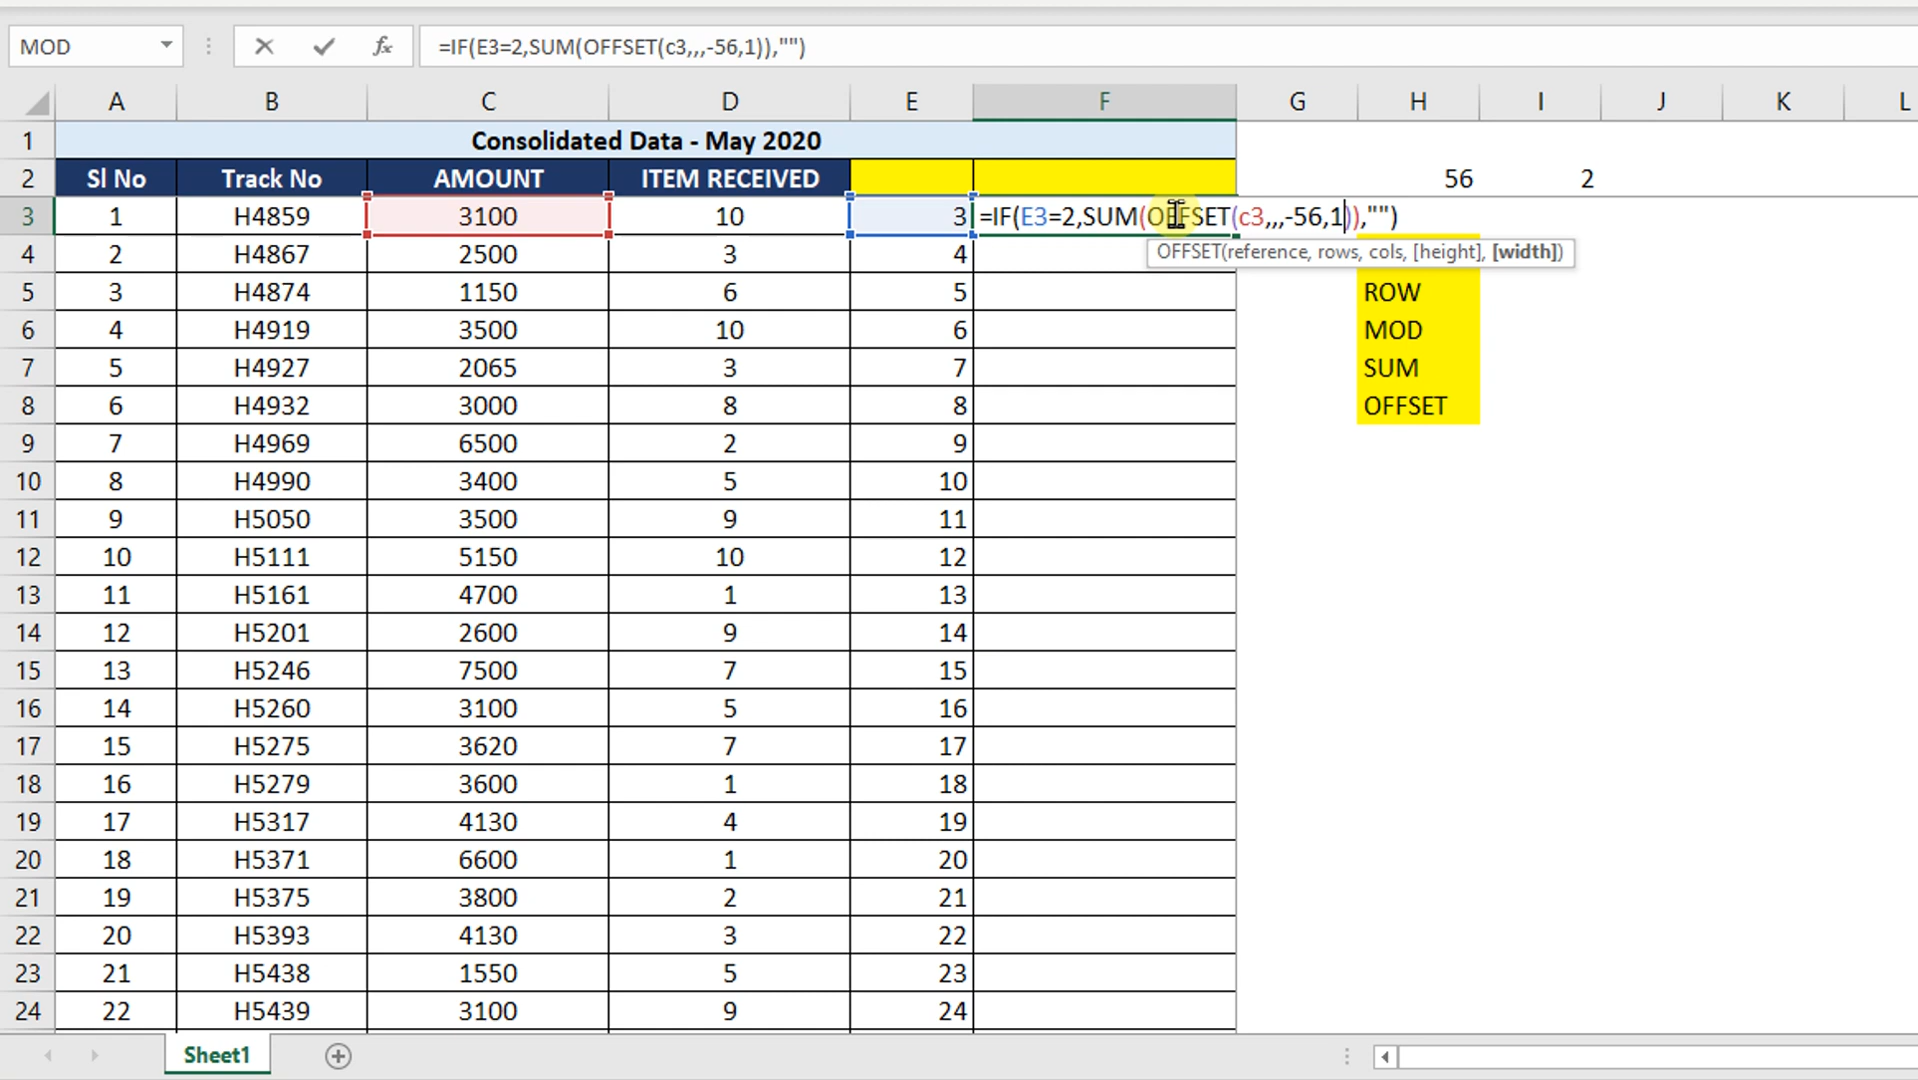 MOD =IF(E3=2,SUM(OFFSET(c3,,,-56,1)),"")
A B C D E F G H I J K L
1 Consolidated Data - May 2020
2 Sl No Track No AMOUNT ITEM RECEIVED 56 2
3 1 H4859 3100 10 3 =IF(E3=2,SUM(OFFSET(c3,,,-56,1)),"")
4 2 H4867 2500 3 4 OFFSET(reference, rows, cols, [height], [width])
5 3 H4874 1150 6 5 ROW
6 4 H4919 3500 10 6 MOD
7 5 H4927 2065 3 7 SUM
8 6 H4932 3000 8 8 OFFSET
9 7 H4969 6500 2 9
10 8 H4990 3400 5 10
11 9 H5050 3500 9 11
12 10 H5111 5150 10 12
13 11 H5161 4700 1 13
14 12 H5201 2600 9 14
15 13 H5246 7500 7 15
16 14 H5260 3100 5 16
17 15 H5275 3620 7 17
18 16 H5279 3600 1 18
19 17 H5317 4130 4 19
20 18 H5371 6600 1 20
21 19 H5375 3800 2 21
22 20 H5393 4130 3 22
23 21 H5438 1550 5 23
24 22 H5439 3100 9 24
Sheet1